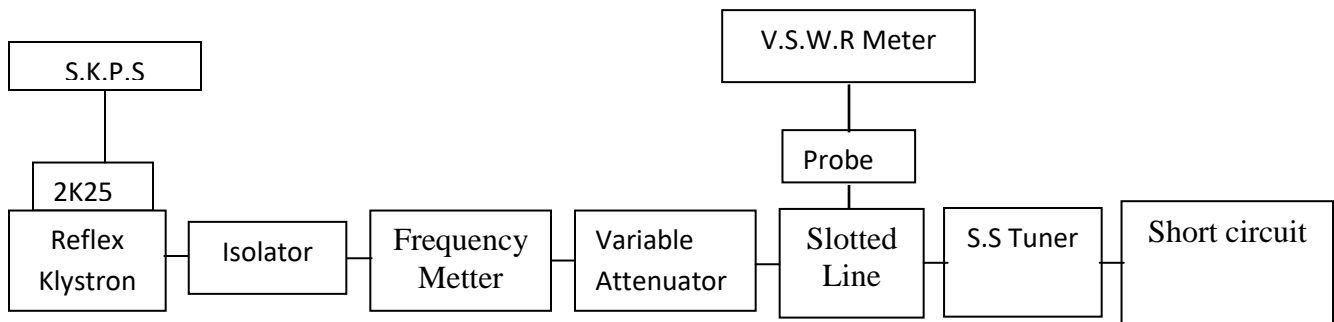 V.S.W.R Meter
S.K.P.S
Probe
2K25
Reflex
Klystron
Isolator
Frequency
Metter
Variable
Attenuator
Slotted
Line
S.S Tuner
Short circuit